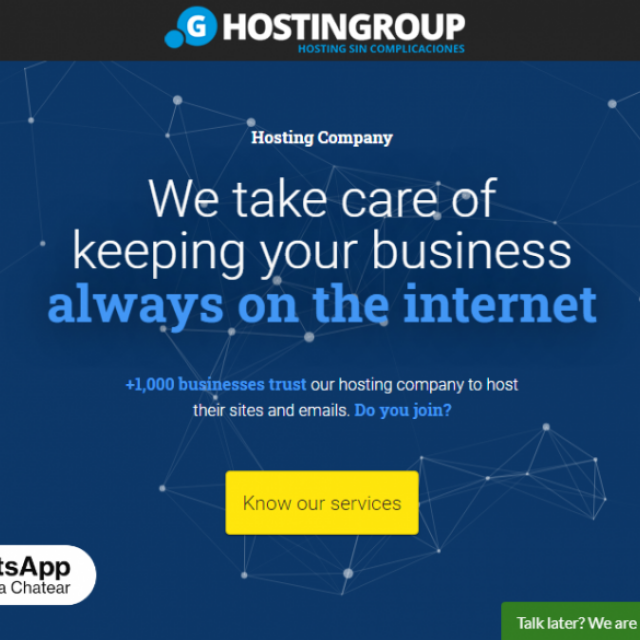 G HOSTINGROUP
HOSTING SIN COMPLICACIONES
Hosting Company
We take care of
keeping your business
always on the internet
+1,000 businesses trust our hosting company to host
their sites and emails. Do you join?
Know our services
tsApp
a Chatear
Talk later? We are